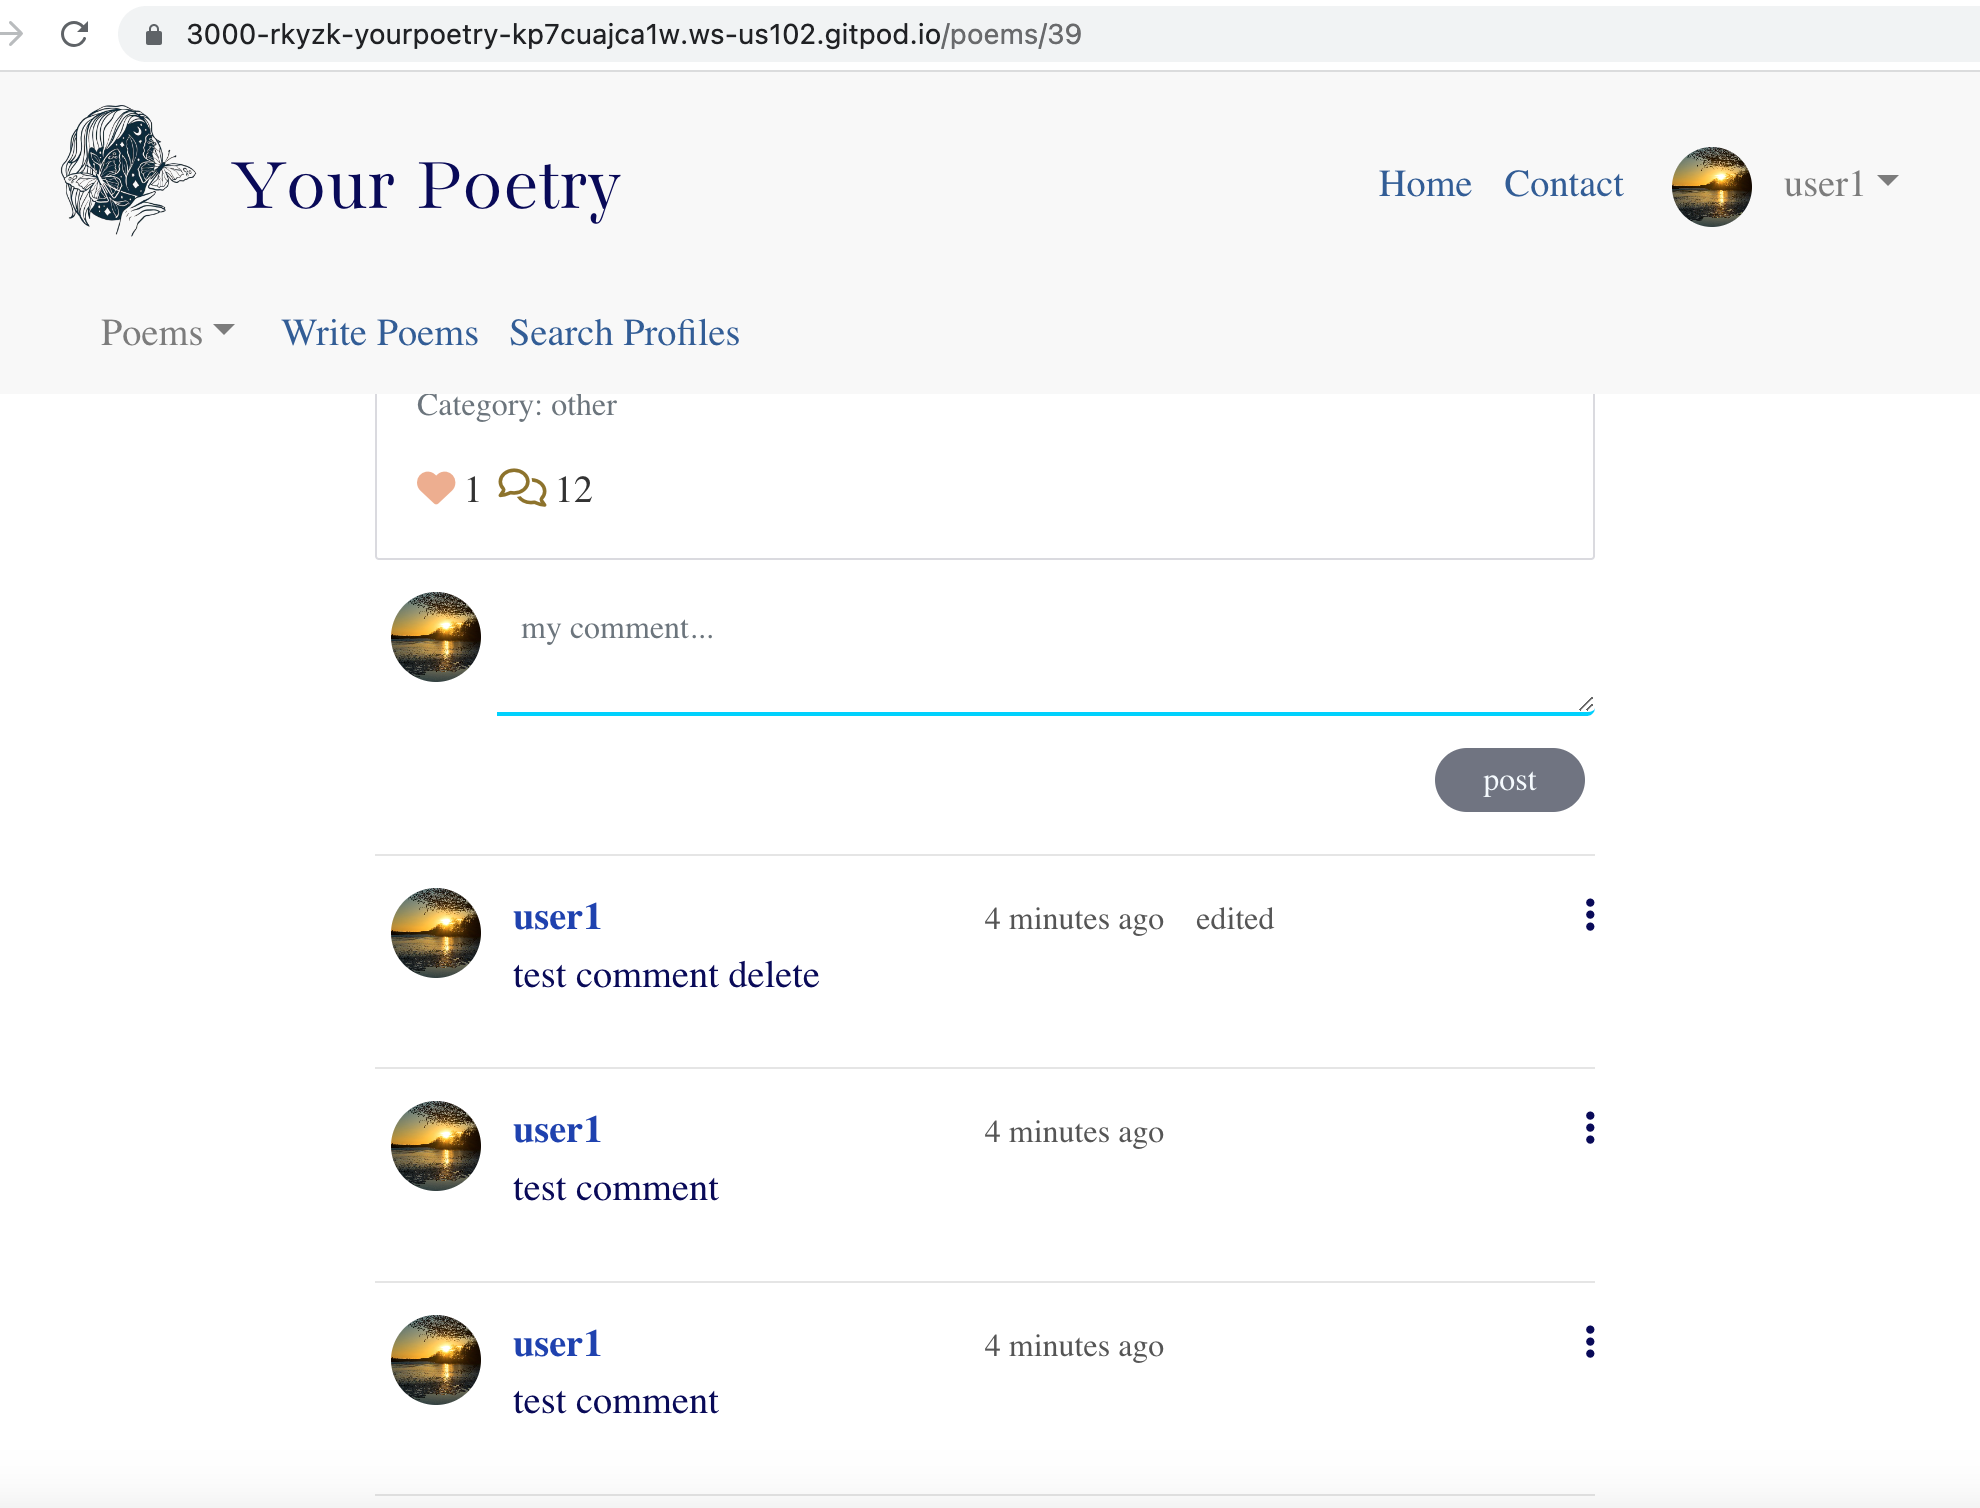 3000-rkyzk-yourpoetry-kp7cuajca1w.ws-us102.gitpod.io/poems/39
Your Poetry
Home Contact user1
Poems Write Poems Search Profiles
Category: other
1 12
my comment...
post
user1 4 minutes ago edited
test comment delete
user1 4 minutes ago
test comment
user1 4 minutes ago
test comment